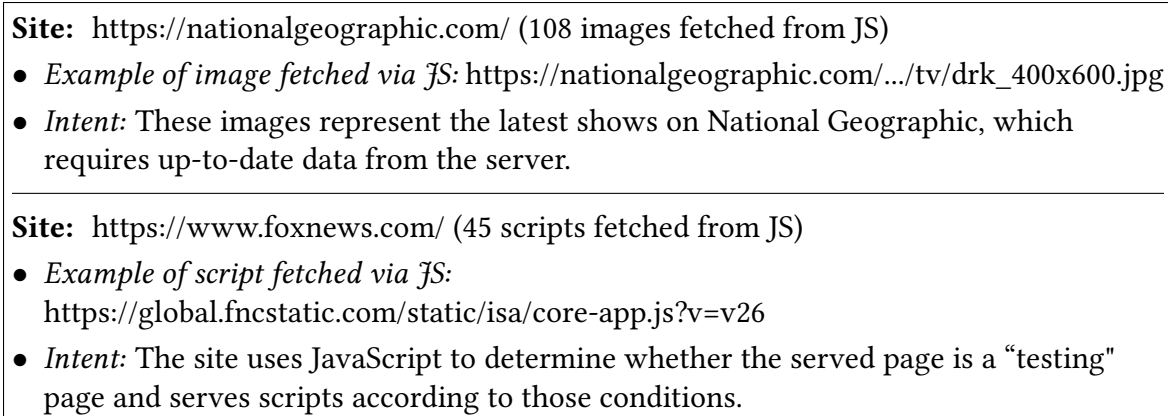 Site: https://nationalgeographic.com/ (108 images fetched from JS)
• Example of image fetched via JS: https://nationalgeographic.com/.../tv/drk_400x600.jpg
• Intent: These images represent the latest shows on National Geographic, which
requires up-to-date data from the server.
Site: https://www.foxnews.com/ (45 scripts fetched from JS)
• Example of script fetched via JS:
https://global.fncstatic.com/static/isa/core-app.js?v=v26
• Intent: The site uses JavaScript to determine whether the served page is a “testing"
page and serves scripts according to those conditions.